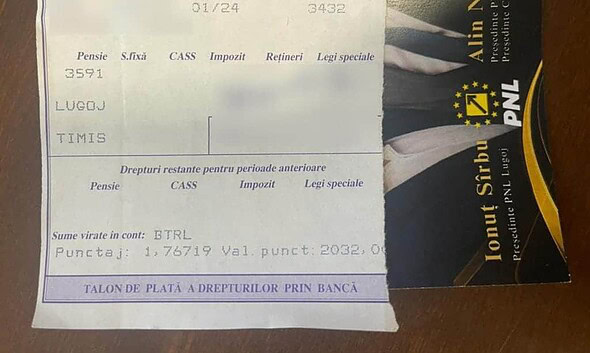 01/24 3432
Pensie S.fixă CASS Impozit Rețineri Legi speciale
3591
LUGOJ
TIMIS
Drepturi restante pentru perioade anterioare
Pensie CASS Impozit Legi speciale
Sume virate in cont: BTRL
Punctaj: 1,76719 Val.punct:2032,0
TALON DE PLATĂ A DREPTURILOR PRIN BANCĂ
Alin
Președinte
Președinte
PNL
Ionuț Sîrbu
Președinte PNL Lugoj